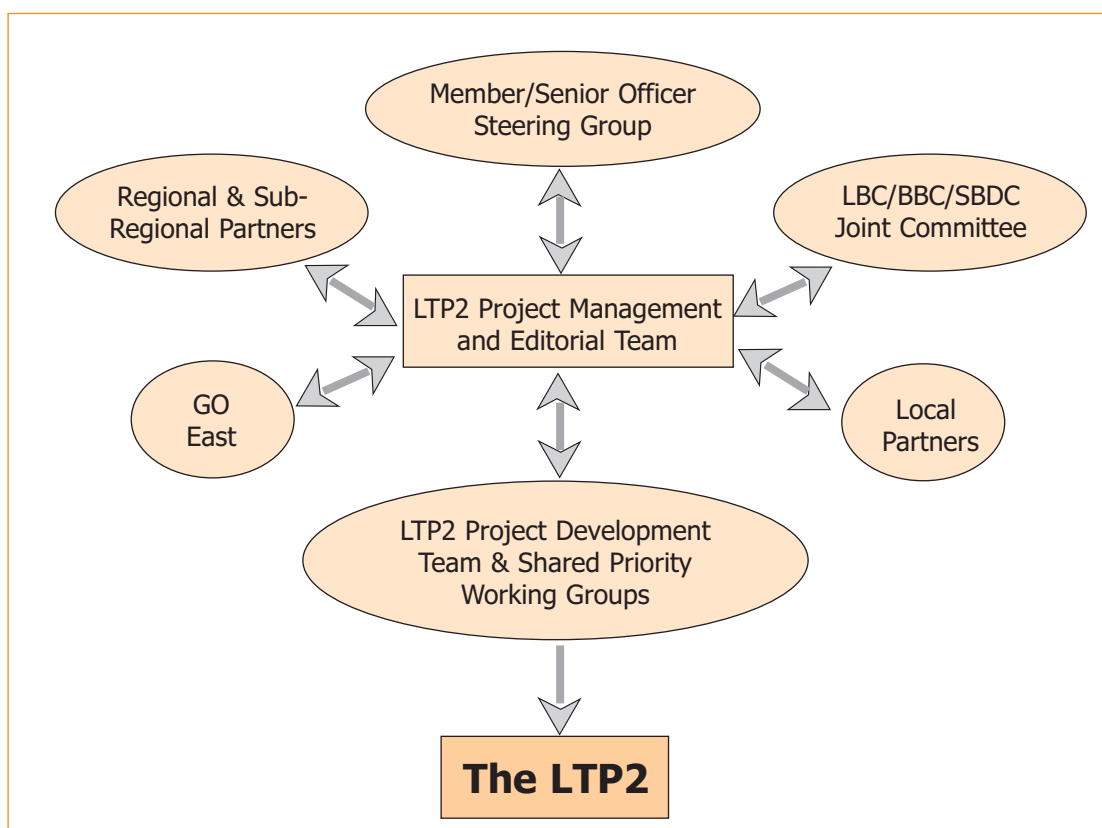 Member/Senior Officer
Steering Group
Regional & Sub-
Regional Partners
LBC/BBC/SBDC
Joint Committee
LTP2 Project Management
and Editorial Team
GO
East
Local
Partners
LTP2 Project Development
Team & Shared Priority
Working Groups
The LTP2